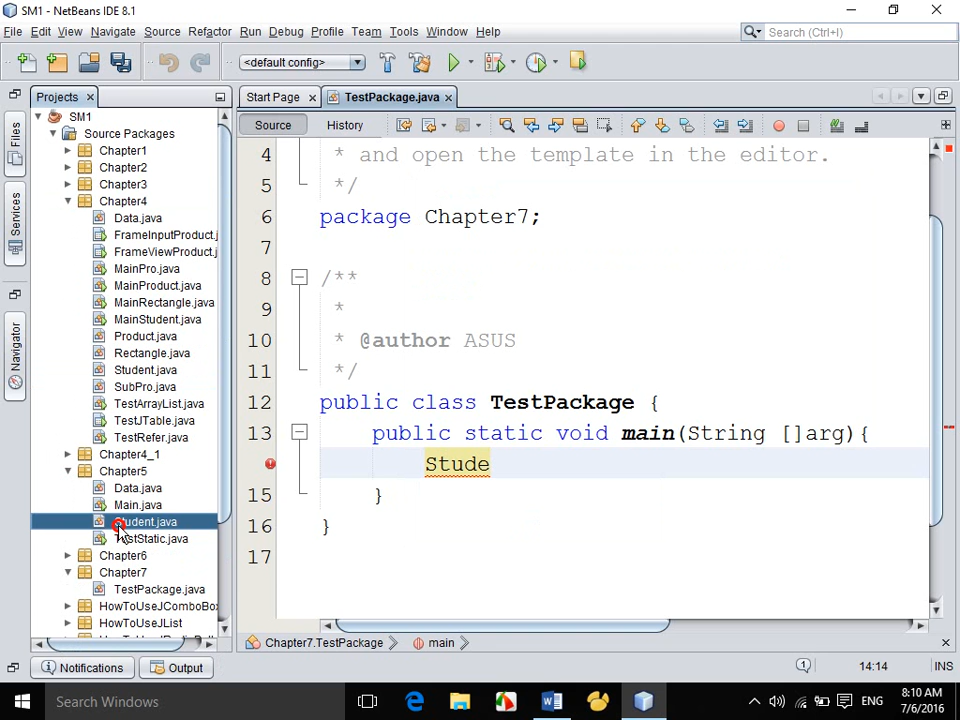 SM1 - NetBeans IDE 8.1
File Edit View Navigate Source Refactor Run Debug Profile Team Tools Window Help
Search (Ctrl+I)
<default config>
Projects
Start Page
TestPackage.java
Source
History
Files
Services
Navigator
SM1
Source Packages
Chapter1
Chapter2
Chapter3
Chapter4
Data.java
FrameInputProduct.j
FrameViewProduct.j
MainPro.java
MainProduct.java
MainRectangle.java
MainStudent.java
Product.java
Rectangle.java
Student.java
SubPro.java
TestArrayList.java
TestJTable.java
TestRefer.java
Chapter4_1
Chapter5
Data.java
Main.java
Student.java
TestStatic.java
Chapter6
Chapter7
TestPackage.java
HowToUseJComboBox
HowToUseJList
4 * and open the template in the editor.
5 */
6 package Chapter7;
7
8 /**
9 *
10 * @author ASUS
11 */
12 public class TestPackage {
13 public static void main(String []arg){
Stude
15 }
16 }
17
Chapter7.TestPackage
main
Notifications
Output
1
14:14
INS
Search Windows
ENG
8:10 AM
7/6/2016